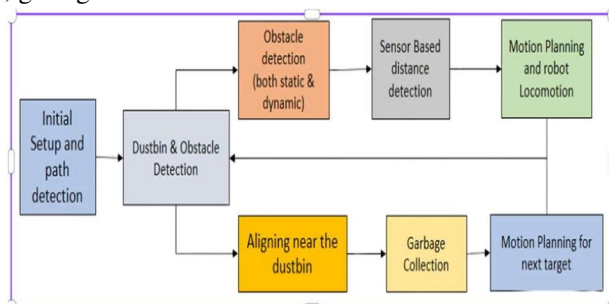 Obstacle
detection
(both static &
dynamic)
Sensor Based
distance
detection
Motion Planning
and robot
Locomotion
Initial
Setup and
path
detection
Dustbin & Obstacle
Detection
Aligning near the
dustbin
Garbage
Collection
Motion Planning for
next target